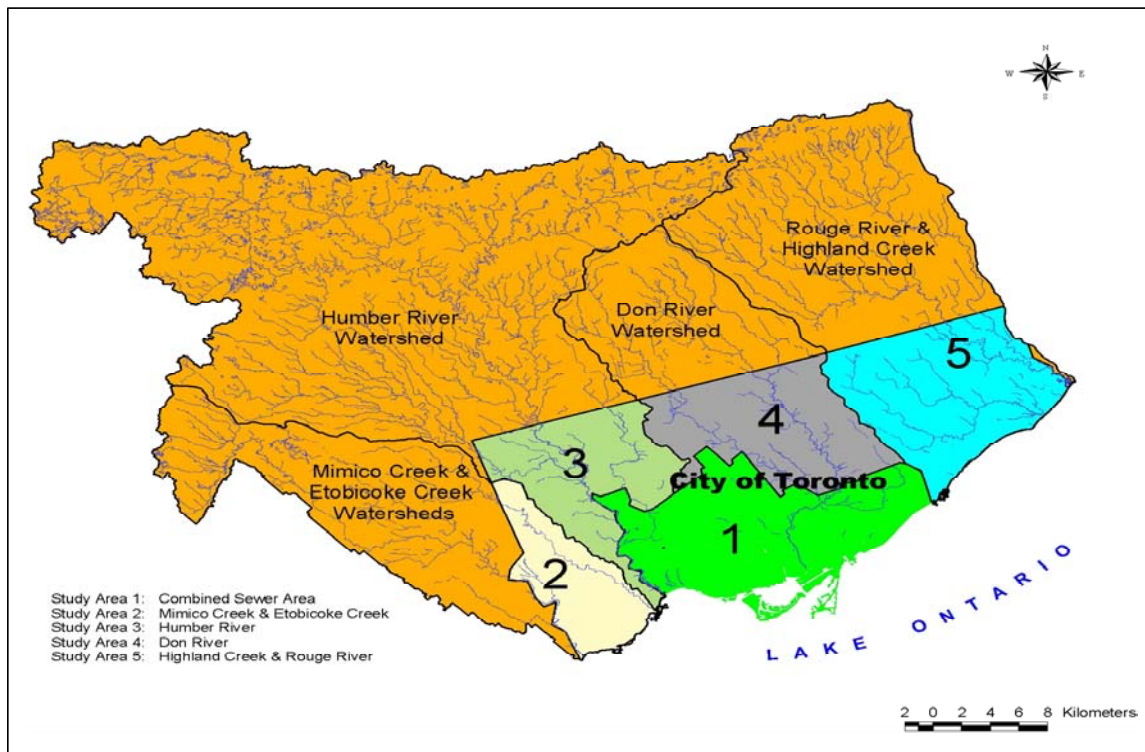 N
W E
S
Rouge River &
Highland Creek
Watershed
Don River
Watershed
Humber River
Watershed
5
4
3
Mimico Creek &
Etobicoke Creek
Watersheds
City of Toronto
1
2
LAKE ONTARIO
Study Area 1: Combined Sewer Area
Study Area 2: Mimico Creek & Etobicoke Creek
Study Area 3: Humber River
Study Area 4: Don River
Study Area 5: Highland Creek & Rouge River
2 0 2 4 6 8 Kilometers